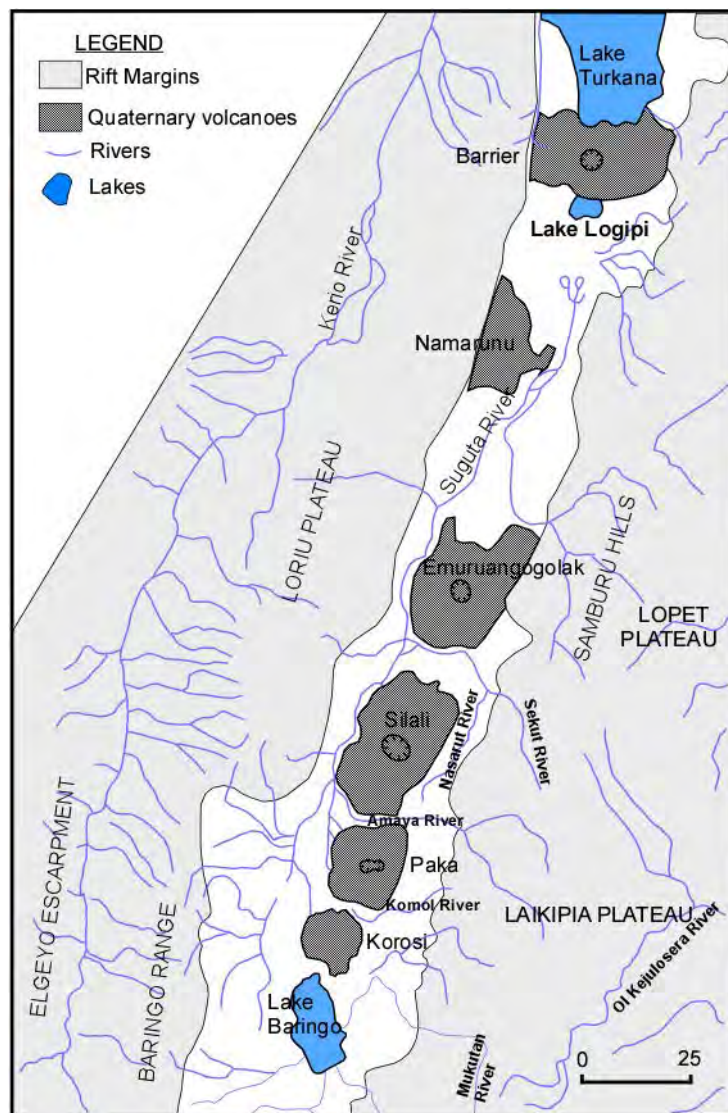 LEGEND
Rift Margins
Quaternary volcanoes
Rivers
Lakes
Lake
Turkana
Barrier
Lake Logipi
Kerio River
Namarunu
Suguta River
LORIU PLATEAU
Emuruangogolak
SAMBURU HILLS
LOPET
PLATEAU
Silali
Nasarut River
Sekut River
Amaya River
ELGEYO ESCARPMENT
Paka
Komol River
LAIKIPIA PLATEAU
BARINGO RANGE
Korosi
Ol Kejulosera River
Lake
Baringo
Mukutan
River
0 25